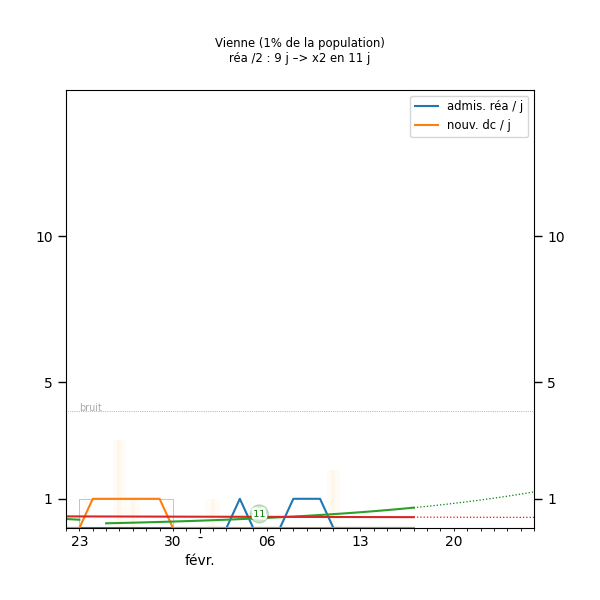 Vienne (1% de la population)
réa /2 : 9 j –> x2 en 11 j
admis. réa / j
nouv. dc / j
10
10
5
5
bruit
1
1
11
23
30
-
06
13
20
févr.